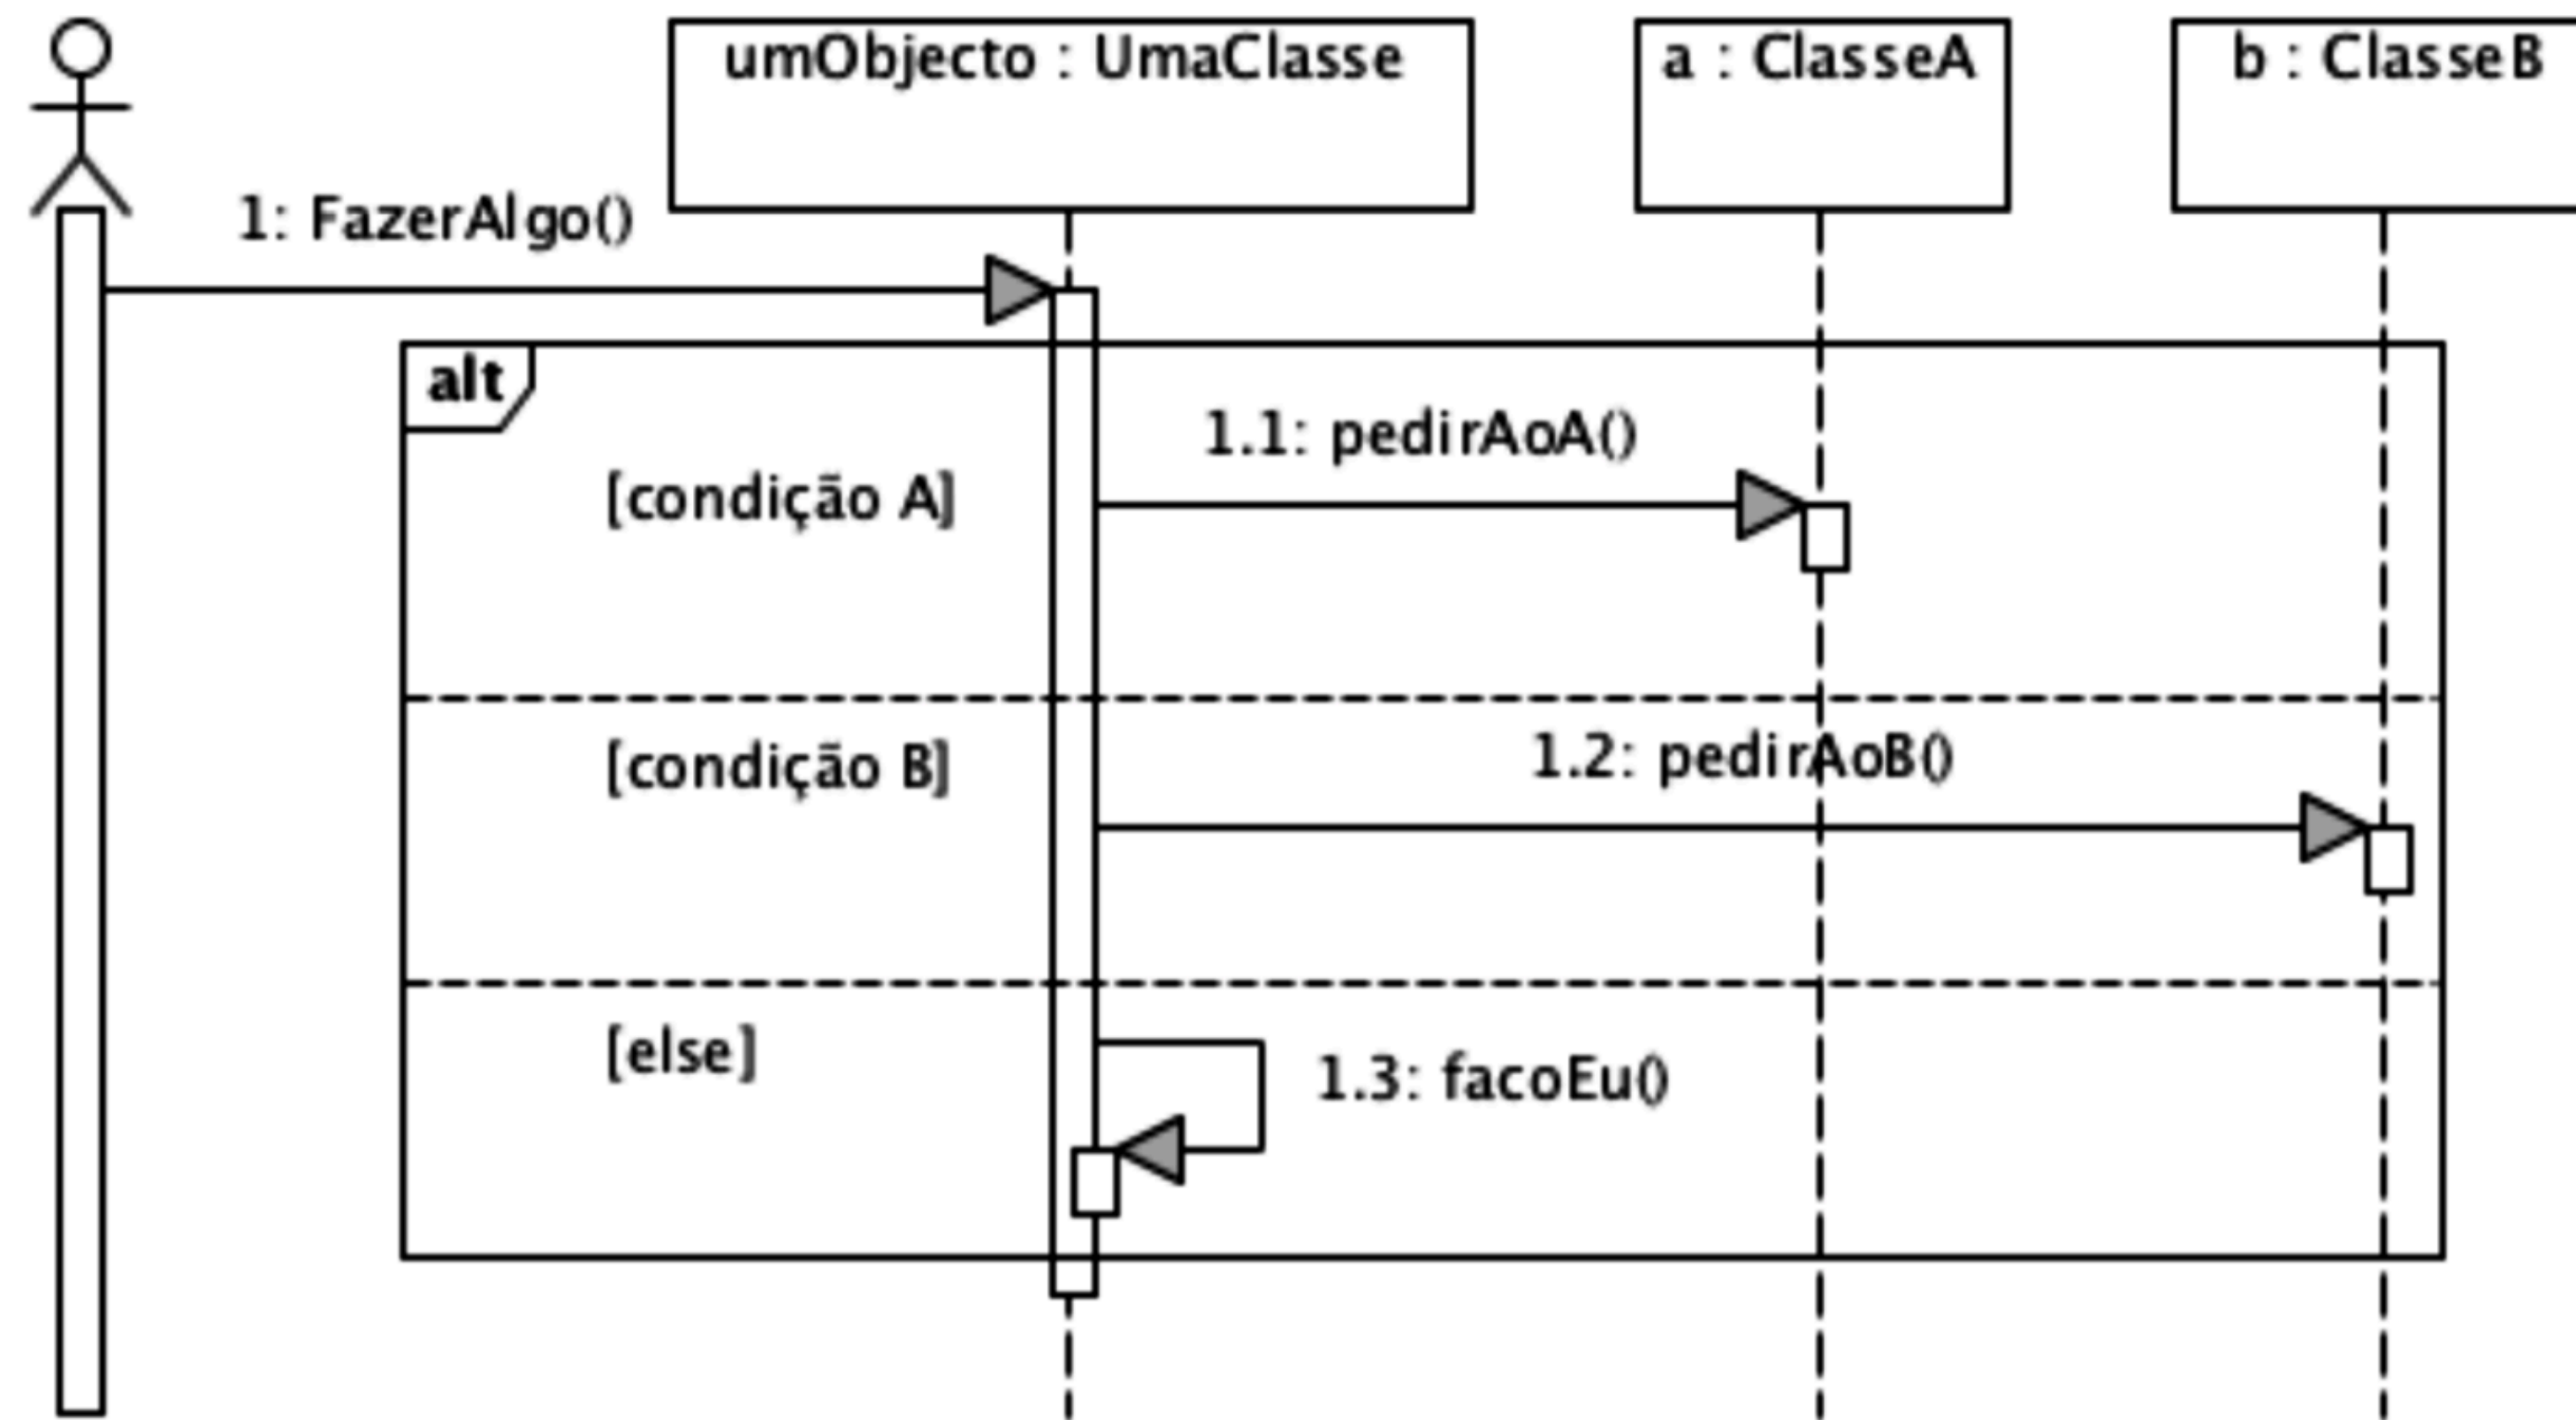 umObjecto : UmaClasse
a : ClasseA
b : ClasseB
1: FazerAlgo()
alt
1.1: pedirAoA()
[condição A]
1.2: pedirAoB()
[condição B]
[else]
1.3: facoEu()